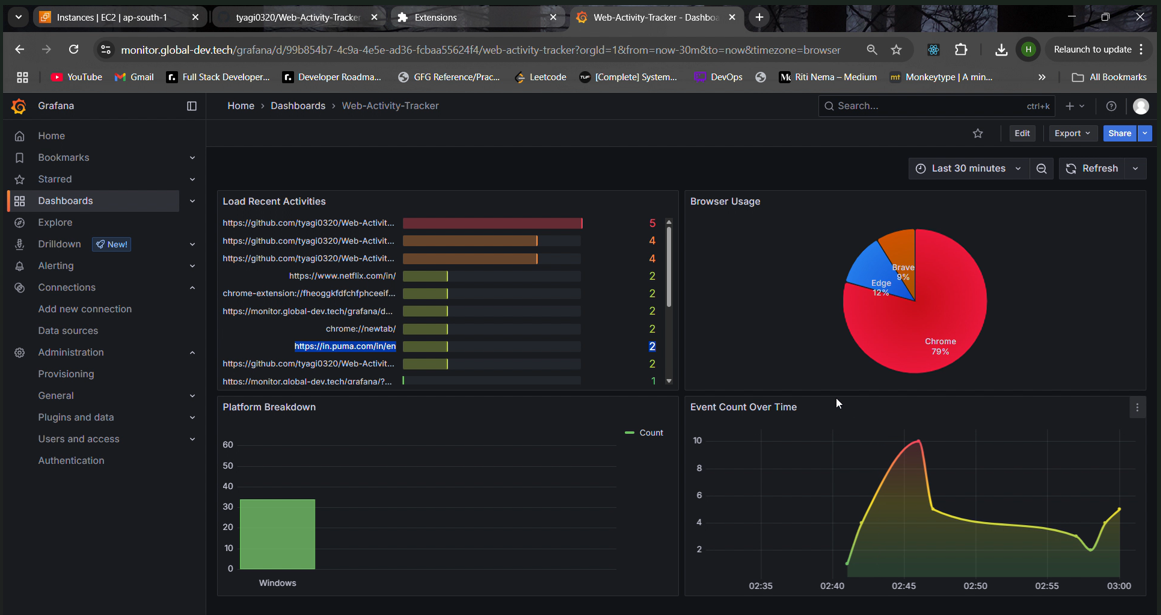 Instances | EC2 | ap-south-1
tyagi0320/Web-Activity-Tracke
Extensions
Web-Activity-Tracker - Dashboa
monitor.global-dev.tech/grafana/d/99b854b7-4c9a-4e5e-ad36-fcbaa55624f4/web-activity-tracker?orgId=1&from=now-30m&to=now&timezone=browser
H
Relaunch to update
YouTube
Gmail
Full Stack Developer...
Developer Roadma...
GFG Reference/Prac...
Leetcode
[Complete] System...
DevOps
Riti Nema – Medium
Monkeytype | A min...
All Bookmarks
Grafana
Home
Dashboards
Web-Activity-Tracker
Search...
ctrl+k
Edit
Export
Share
Home
Bookmarks
Starred
Dashboards
Explore
Drilldown
New!
Alerting
Connections
Add new connection
Data sources
Administration
Provisioning
General
Plugins and data
Users and access
Authentication
Last 30 minutes
Refresh
Load Recent Activities
https://github.com/tyagi0320/Web-Activit... 5
https://github.com/tyagi0320/Web-Activit... 4
https://github.com/tyagi0320/Web-Activit... 4
https://www.netflix.com/in/ 2
chrome-extension://fheoggkfdfchfphceeif... 2
https://monitor.global-dev.tech/grafana/d... 2
chrome://newtab/ 2
https://in.puma.com/in/en 2
https://github.com/tyagi0320/Web-Activit... 2
https://monitor.global-dev.tech/grafana/?... 1
Browser Usage
Brave
9%
Edge
12%
Chrome
79%
Platform Breakdown
Count
60
50
40
30
20
10
0
Windows
Event Count Over Time
10
8
6
4
2
02:35 02:40 02:45 02:50 02:55 03:00